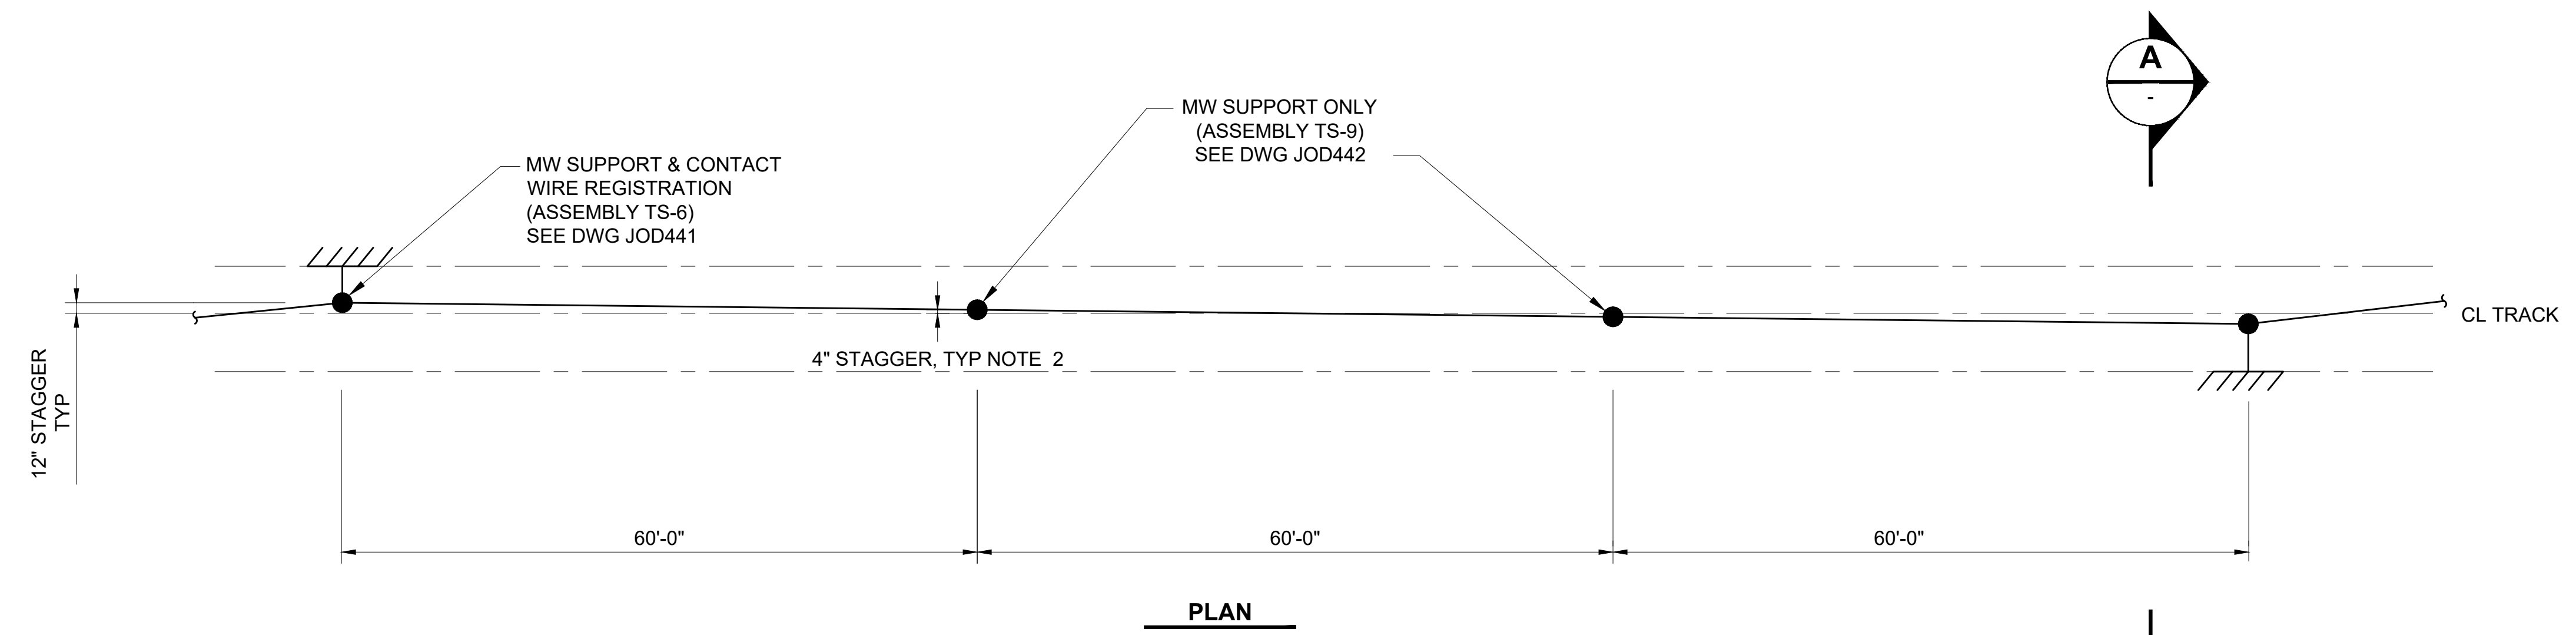 A
-
MW SUPPORT ONLY
(ASSEMBLY TS-9)
SEE DWG JOD442
MW SUPPORT & CONTACT
WIRE REGISTRATION
(ASSEMBLY TS-6)
SEE DWG JOD441
CL TRACK
4" STAGGER, TYP NOTE 2
12" STAGGER
TYP
60'-0"
60'-0"
60'-0"
PLAN